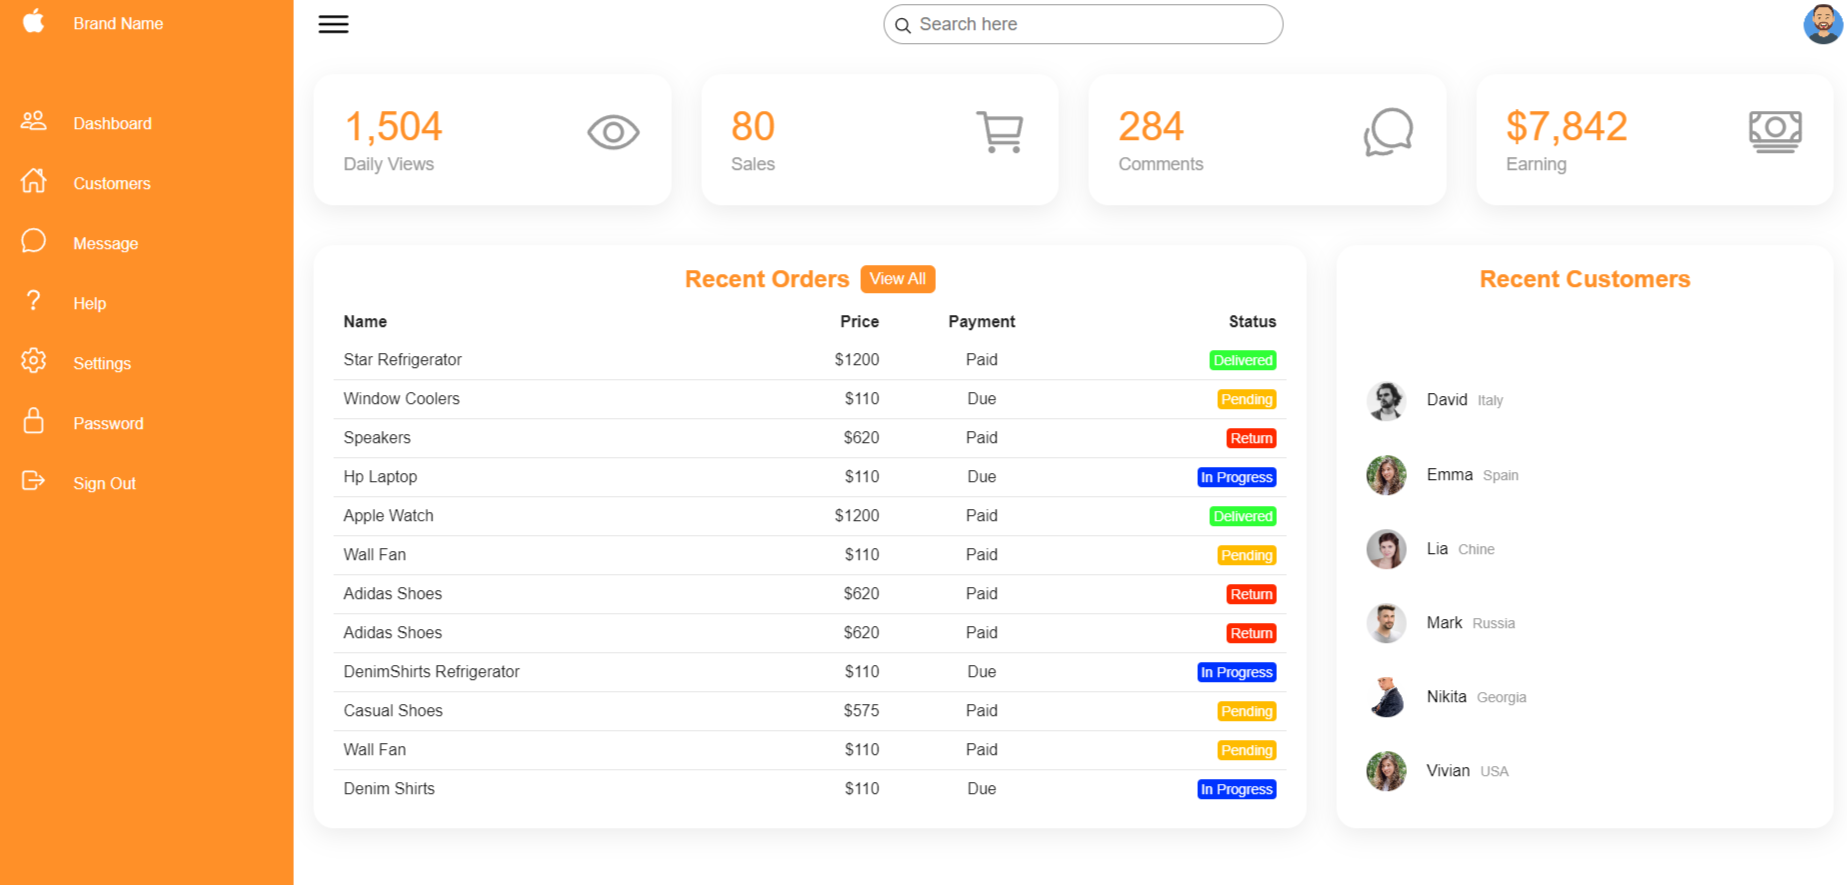 Brand Name
Search here
Dashboard
Customers
Message
Help
Settings
Password
Sign Out
1,504
Daily Views
80
Sales
284
Comments
$7,842
Earning
Recent Orders View All
Name Price Payment Status
Star Refrigerator $1200 Paid Delivered
Window Coolers $110 Due Pending
Speakers $620 Paid Return
Hp Laptop $110 Due In Progress
Apple Watch $1200 Paid Delivered
Wall Fan $110 Paid Pending
Adidas Shoes $620 Paid Return
Adidas Shoes $620 Paid Return
DenimShirts Refrigerator $110 Due In Progress
Casual Shoes $575 Paid Pending
Wall Fan $110 Paid Pending
Denim Shirts $110 Due In Progress
Recent Customers
David Italy
Emma Spain
Lia Chine
Mark Russia
Nikita Georgia
Vivian USA